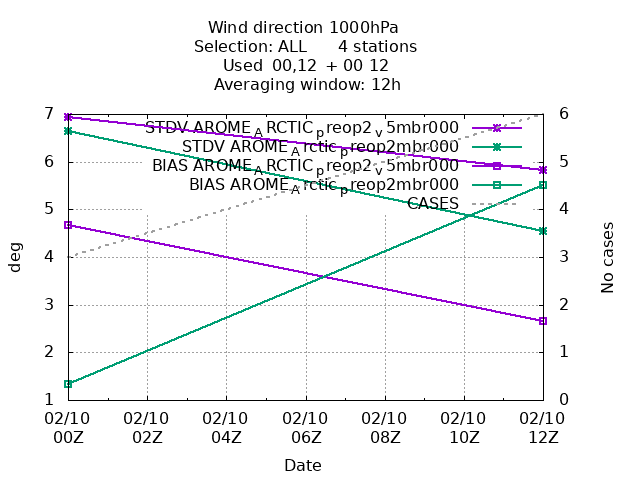 Wind direction 1000hPa
Selection: ALL 4 stations
Used 00,12 + 00 12
Averaging window: 12h
7 6
STDV AROME_ARCTIC_preop2_v5mbr000
STDV AROME_Arctic_preop2mbr000
6 5
BIAS AROME_ARCTIC_preop2_v5mbr000
BIAS AROME_Arctic_preop2mbr000
5 4
CASES
deg
No cases
4 3
3 2
2 1
1 0
02/10 02/10 02/10 02/10 02/10 02/10 02/10
00Z 02Z 04Z 06Z 08Z 10Z 12Z
Date